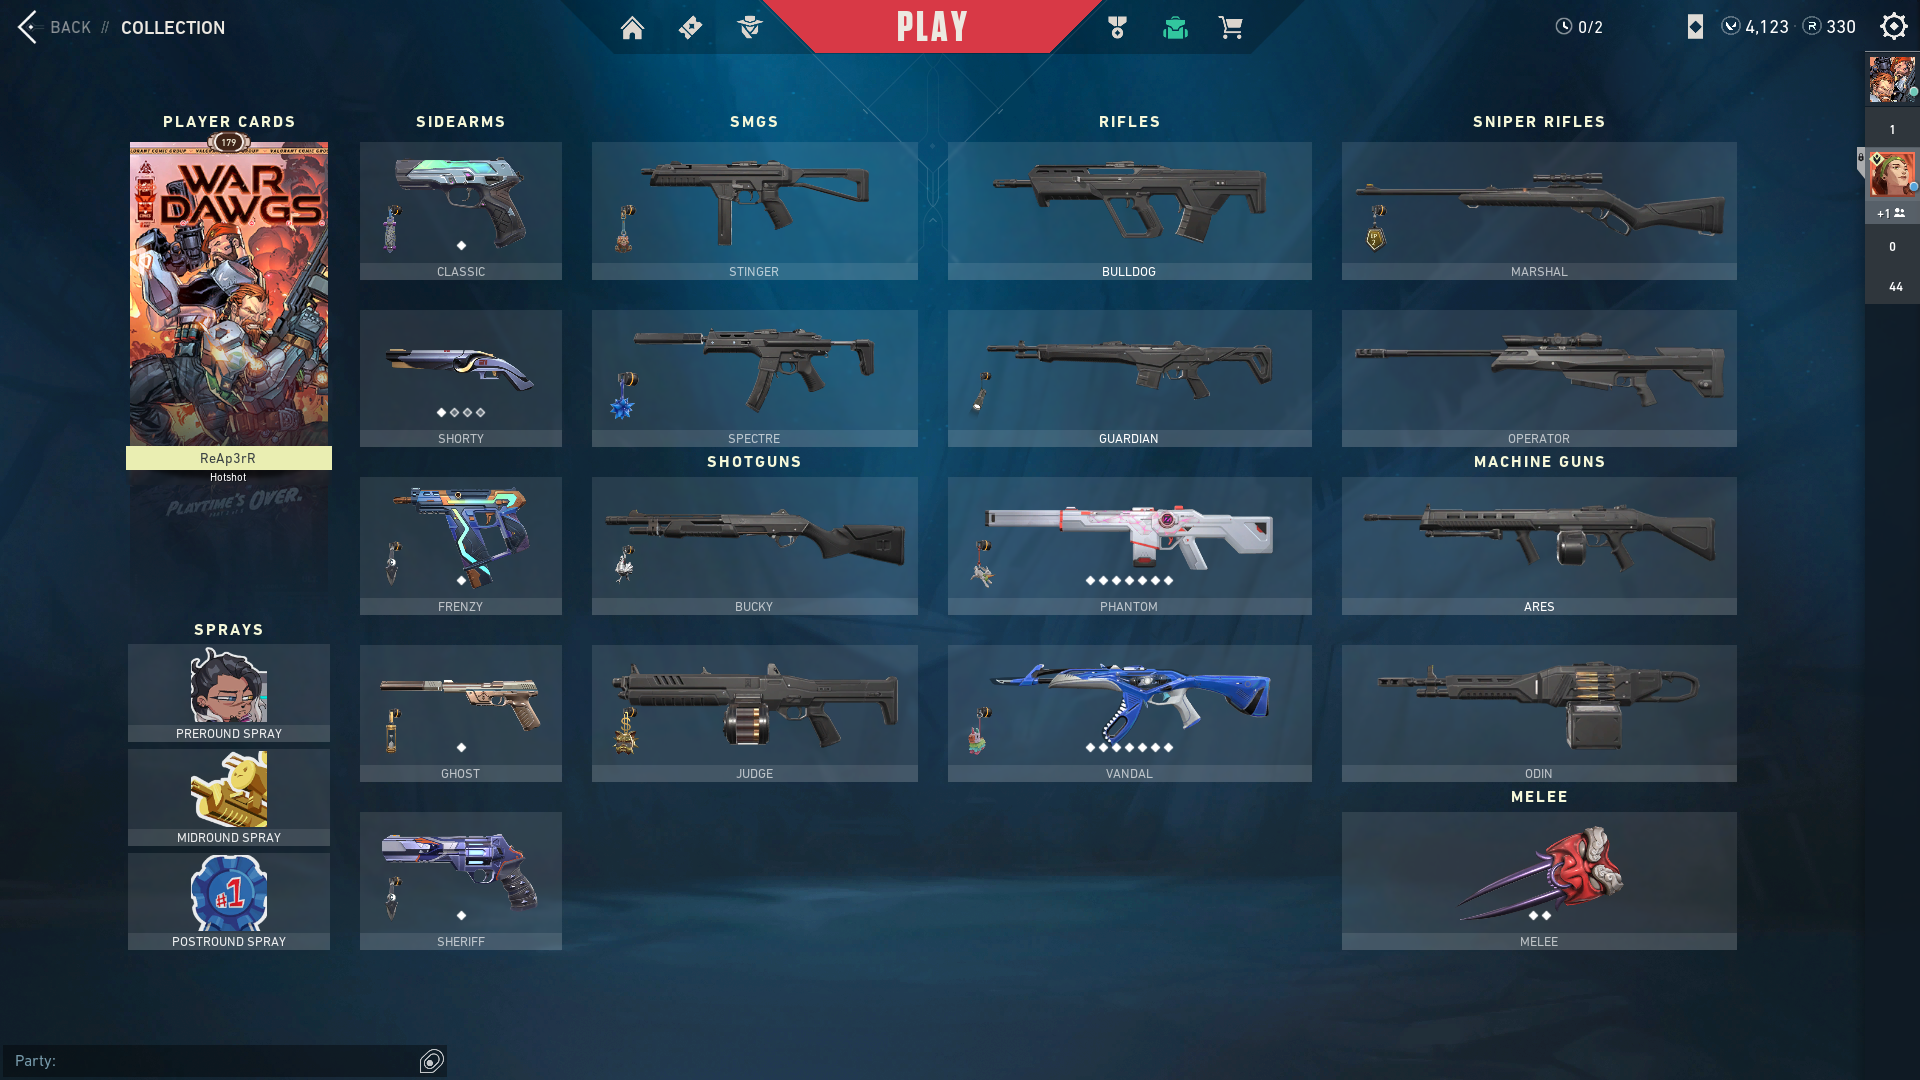 BACK // COLLECTION
PLAY
0/2
4,123
R 330
PLAYER CARDS
SIDEARMS
SMGS
RIFLES
SNIPER RIFLES
179
WAR
DAWGS
ReAp3rR
Hotshot
PLAYTIME'S OVER.
CLASSIC
STINGER
BULLDOG
MARSHAL
1
+1
0
44
SHORTY
SPECTRE
GUARDIAN
OPERATOR
SHOTGUNS
MACHINE GUNS
FRENZY
BUCKY
PHANTOM
ARES
SPRAYS
PREROUND SPRAY
MIDROUND SPRAY
#1
POSTROUND SPRAY
GHOST
JUDGE
VANDAL
ODIN
MELEE
SHERIFF
MELEE
Party: